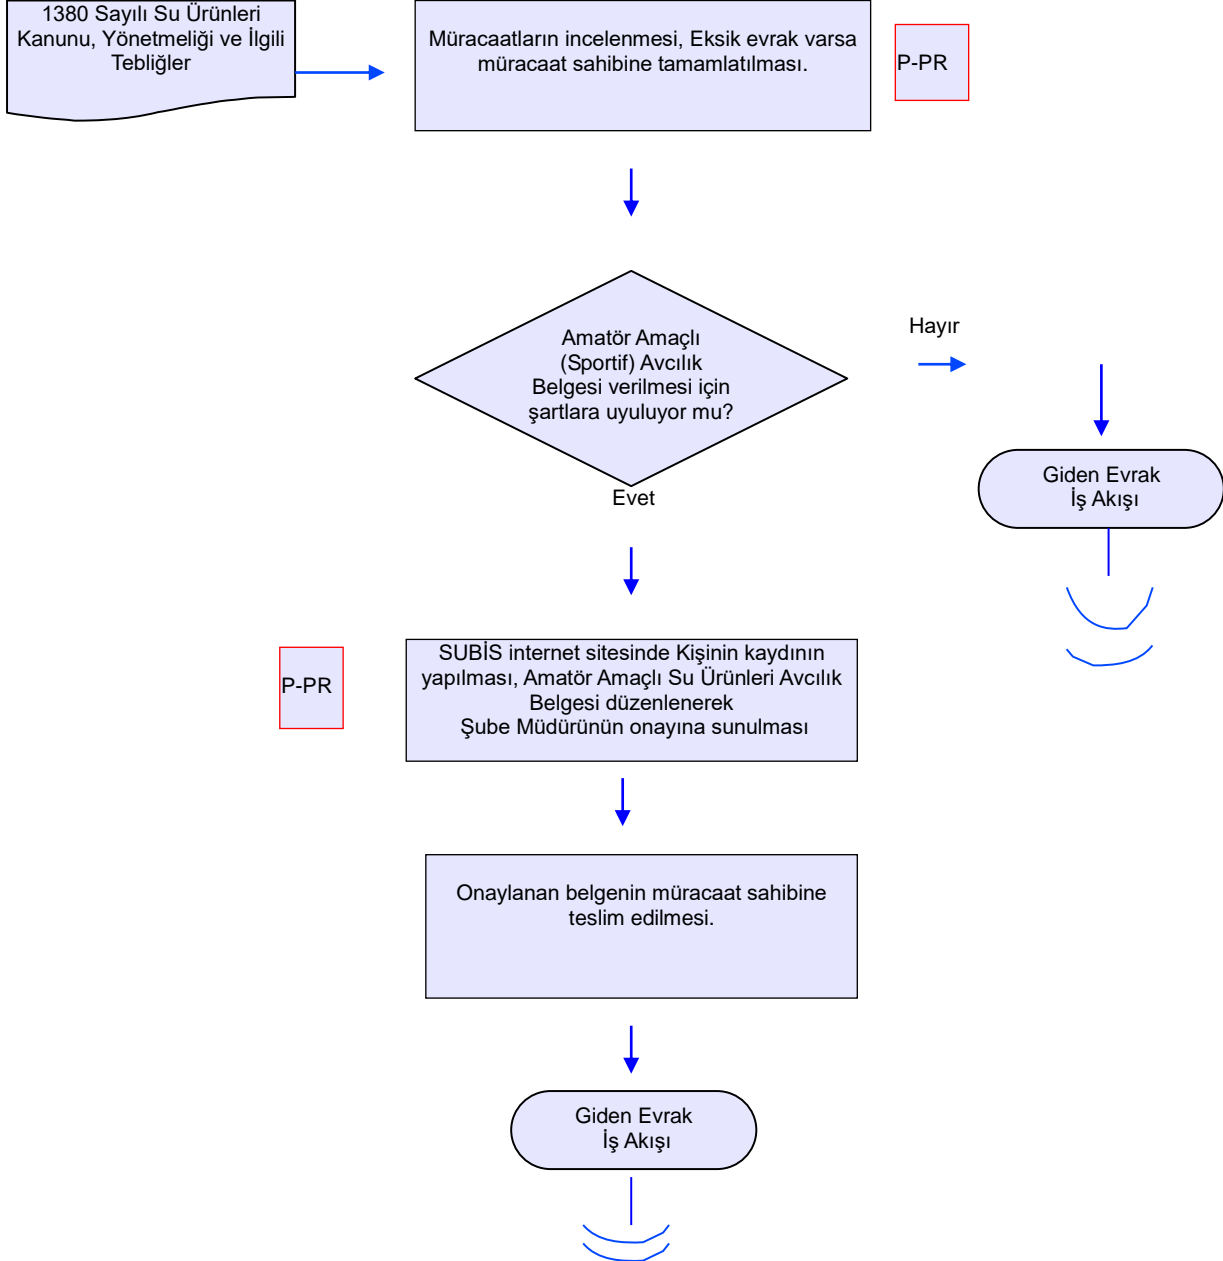 1380 Sayılı Su Ürünleri
Kanunu, Yönetmeliği ve İlgili
Tebliğler
Müracaatların incelenmesi, Eksik evrak varsa
müracaat sahibine tamamlatılması.
P-PR
Amatör Amaçlı
(Sportif) Avcılık
Belgesi verilmesi için
şartlara uyuluyor mu?
Hayır
Evet
Giden Evrak
İş Akışı
P-PR
SUBİS internet sitesinde Kişinin kaydının
yapılması, Amatör Amaçlı Su Ürünleri Avcılık
Belgesi düzenlenerek
Şube Müdürünün onayına sunulması
Onaylanan belgenin müracaat sahibine
teslim edilmesi.
Giden Evrak
İş Akışı